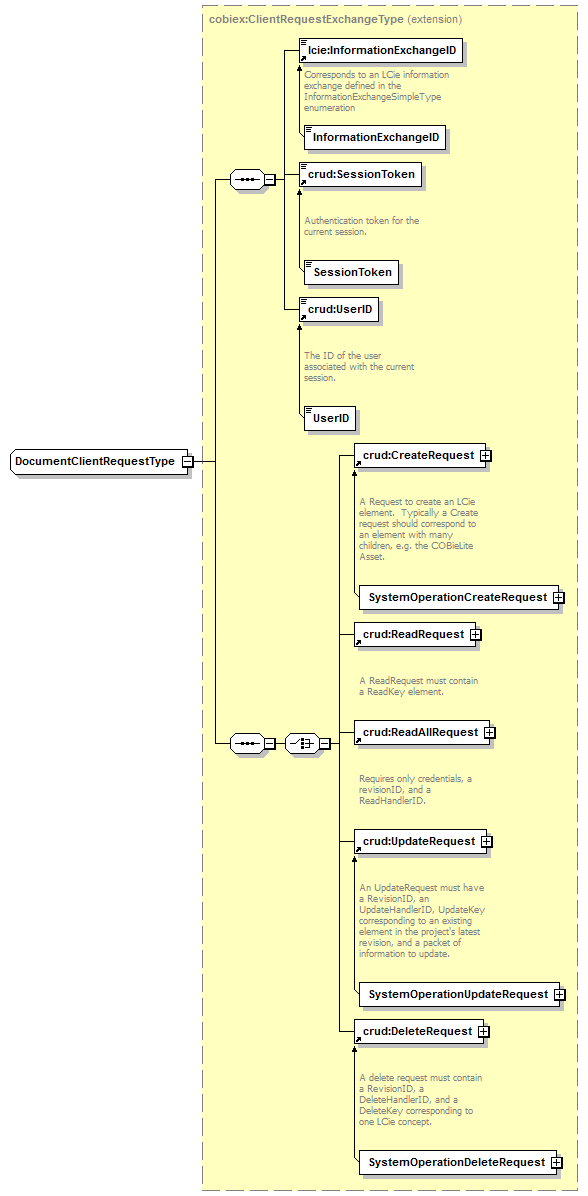 cobiex:ClientRequestExchangeType (extension)
lcie:InformationExchangeID
Corresponds to an LCie information
exchange defined in the
InformationExchangeSimpleType
enumeration
InformationExchangeID
crud:SessionToken
Authentication token for the
current session.
SessionToken
crud:UserID
The ID of the user
associated with the current
session.
UserID
DocumentClientRequestType
crud:CreateRequest
A Request to create an LCie
element.  Typically a Create
request should correspond to
an element with many
children, e.g. the COBieLite
Asset.
SystemOperationCreateRequest
crud:ReadRequest
A ReadRequest must contain
a ReadKey element.
crud:ReadAllRequest
Requires only credentials, a
revisionID, and a
ReadHandlerID.
crud:UpdateRequest
An UpdateRequest must have
a RevisionID, an
UpdateHandlerID, UpdateKey
corresponding to an existing
element in the project's latest
revision, and a packet of
information to update.
SystemOperationUpdateRequest
crud:DeleteRequest
A delete request must contain
a RevisionID, a
DeleteHandlerID, and a
DeleteKey corresponding to
one LCie concept.
SystemOperationDeleteRequest